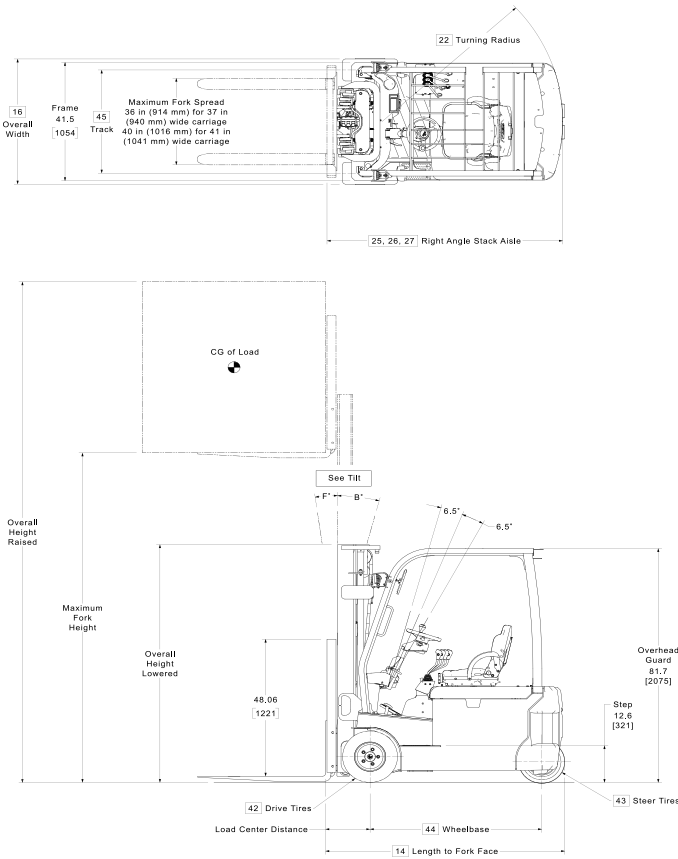 22 Turning Radius
16
Overall
Width
Frame
41.5
1054
45
Track
Maximum Fork Spread
36 in (914 mm) for 37 in
(940 mm) wide carriage
40 in (1016 mm) for 41 in
(1041 mm) wide carriage
25, 26, 27 Right Angle Stack Aisle
CG of Load
See Tilt
F° B°
6.5°
6.5°
Overall
Height
Raised
Maximum
Fork
Height
Overall
Height
Lowered
48.06
1221
Overhead
Guard
81.7
[2075]
Step
12.6
[321]
42 Drive Tires
43 Steer Tires
Load Center Distance
44 Wheelbase
14 Length to Fork Face